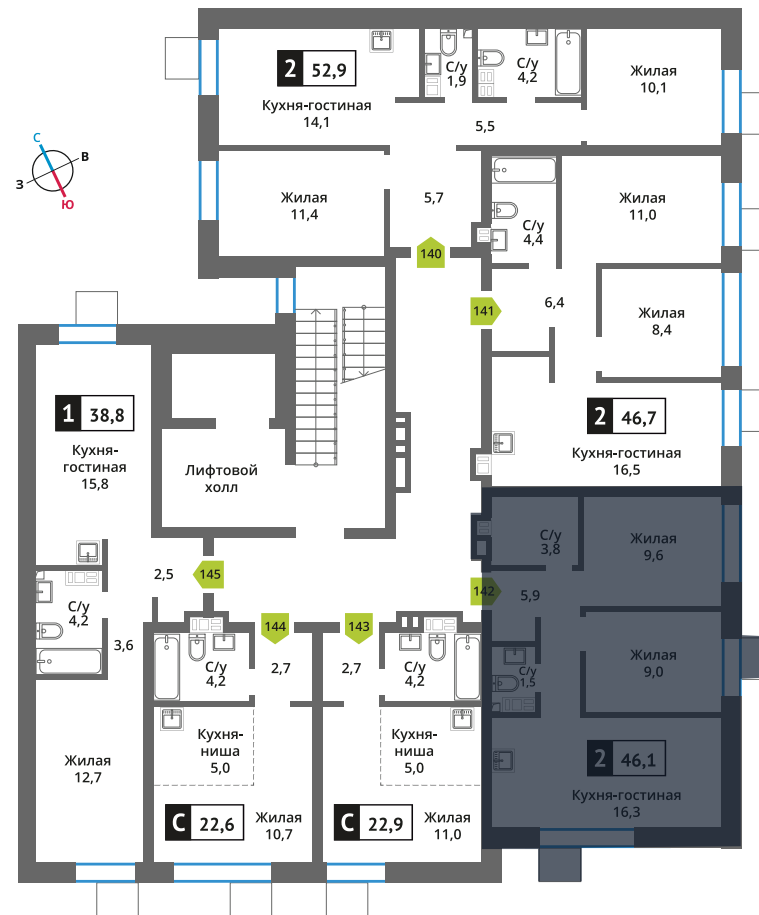 2 52,9
Кухня-гостиная
14,1
С/у
1,9
С/у
4,2
Жилая
10,1
5,5
С
В
З
Ю
Жилая
11,4
5,7
С/у
4,4
Жилая
11,0
140
141
6,4
Жилая
8,4
1 38,8
Кухня-
гостиная
15,8
Лифтовой
холл
2 46,7
Кухня-гостиная
16,5
С/у
3,8
Жилая
9,6
2,5
145
142
5,9
С/у
4,2
3,6
144
143
С/у
4,2
2,7
2,7
С/у
4,2
С/у
1,5
Жилая
9,0
Жилая
12,7
Кухня-
ниша
5,0
Кухня-
ниша
5,0
2 46,1
Кухня-гостиная
16,3
С 22,6
Жилая
10,7
С 22,9
Жилая
11,0